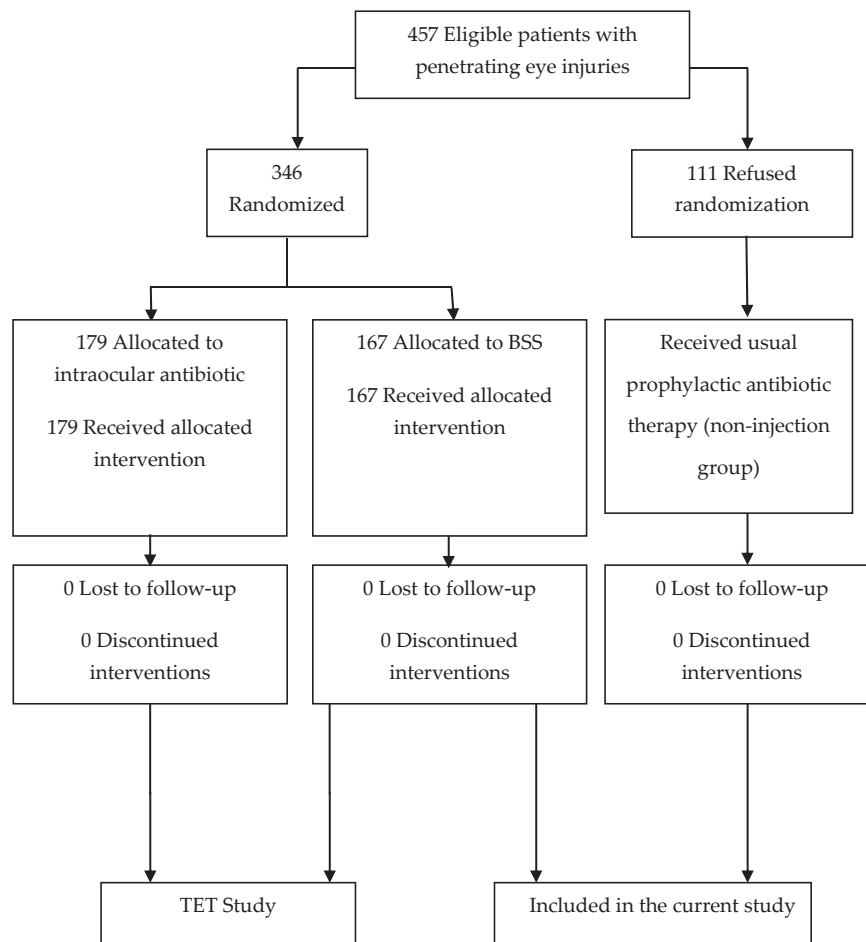 457 Eligible patients with
penetrating eye injuries
346
Randomized
111 Refused
randomization
179 Allocated to
intraocular antibiotic
179 Received allocated
intervention
167 Allocated to BSS
167 Received allocated
intervention
Received usual
prophylactic antibiotic
therapy (non-injection
group)
0 Lost to follow-up
0 Discontinued
interventions
0 Lost to follow-up
0 Discontinued
interventions
0 Lost to follow-up
0 Discontinued
interventions
TET Study
Included in the current study